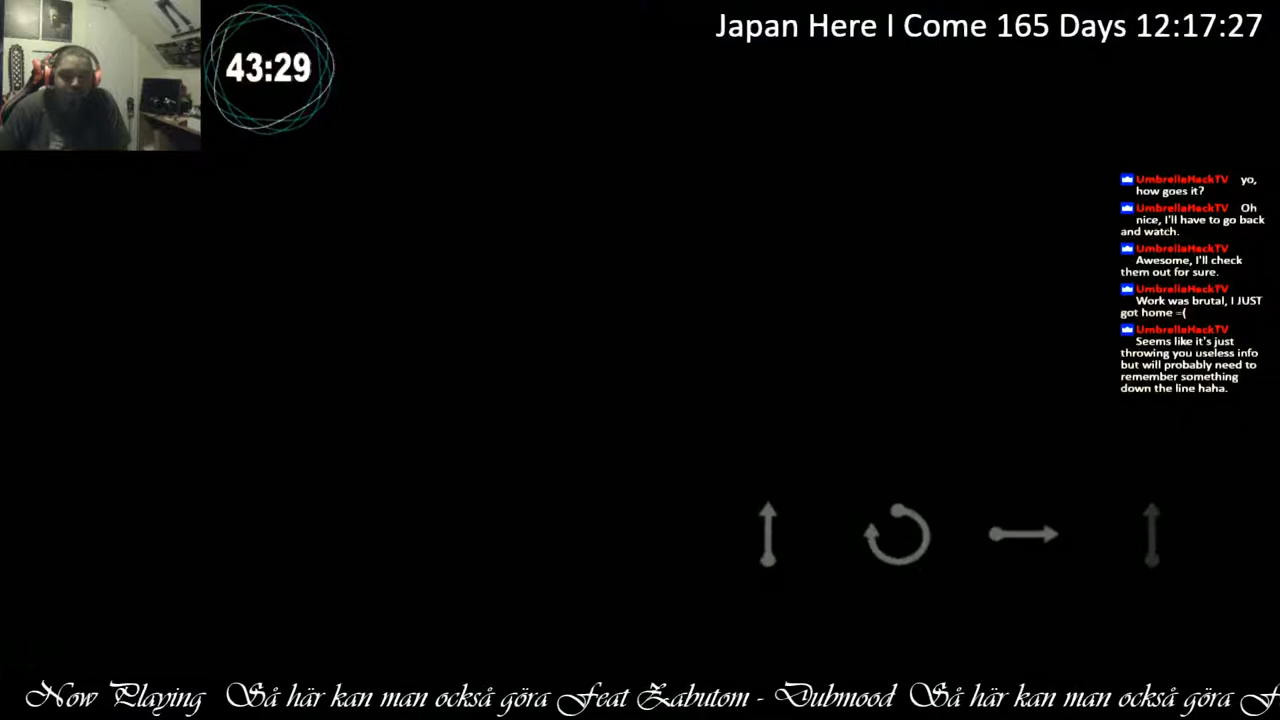 Japan Here I Come 165 Days 12:17:27
43:29
UmbrellaHackTV yo,
how goes it?
UmbrellaHackTV Oh
nice, I'll have to go back
and watch.
UmbrellaHackTV
Awesome, I'll check
them out for sure.
UmbrellaHackTV
Work was brutal, I JUST
got home =(
UmbrellaHackTV
Seems like it's just
throwing you useless info
but will probably need to
remember something
down the line haha.
Now Playing Så här kan man också göra Feat Zabutom - Dubmood Så här kan man också göra F